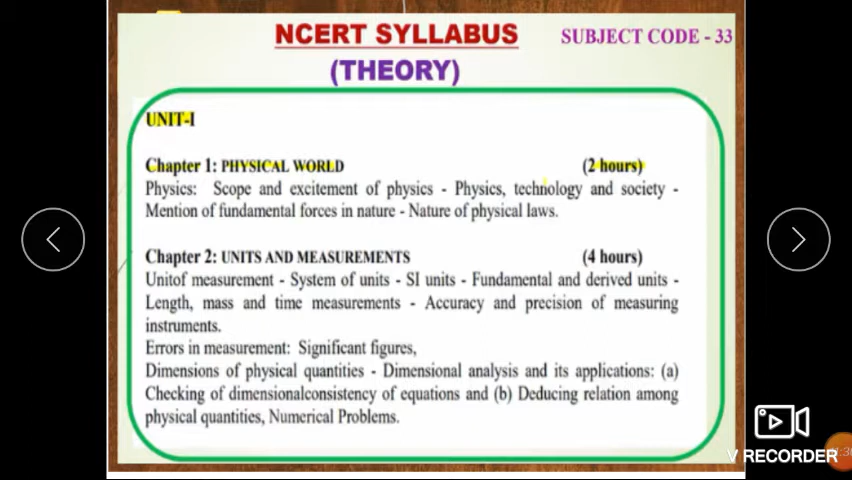 NCERT SYLLABUS
SUBJECT CODE - 33
(THEORY)
UNIT-I
Chapter 1: PHYSICAL WORLD (2 hours)
Physics: Scope and excitement of physics - Physics, technology and society -
Mention of fundamental forces in nature - Nature of physical laws.
Chapter 2: UNITS AND MEASUREMENTS (4 hours)
Unitof measurement - System of units - SI units - Fundamental and derived units -
Length, mass and time measurements - Accuracy and precision of measuring
instruments.
Errors in measurement: Significant figures,
Dimensions of physical quantities - Dimensional analysis and its applications: (a)
Checking of dimensionalconsistency of equations and (b) Deducing relation among
physical quantities, Numerical Problems.
V RECORDER